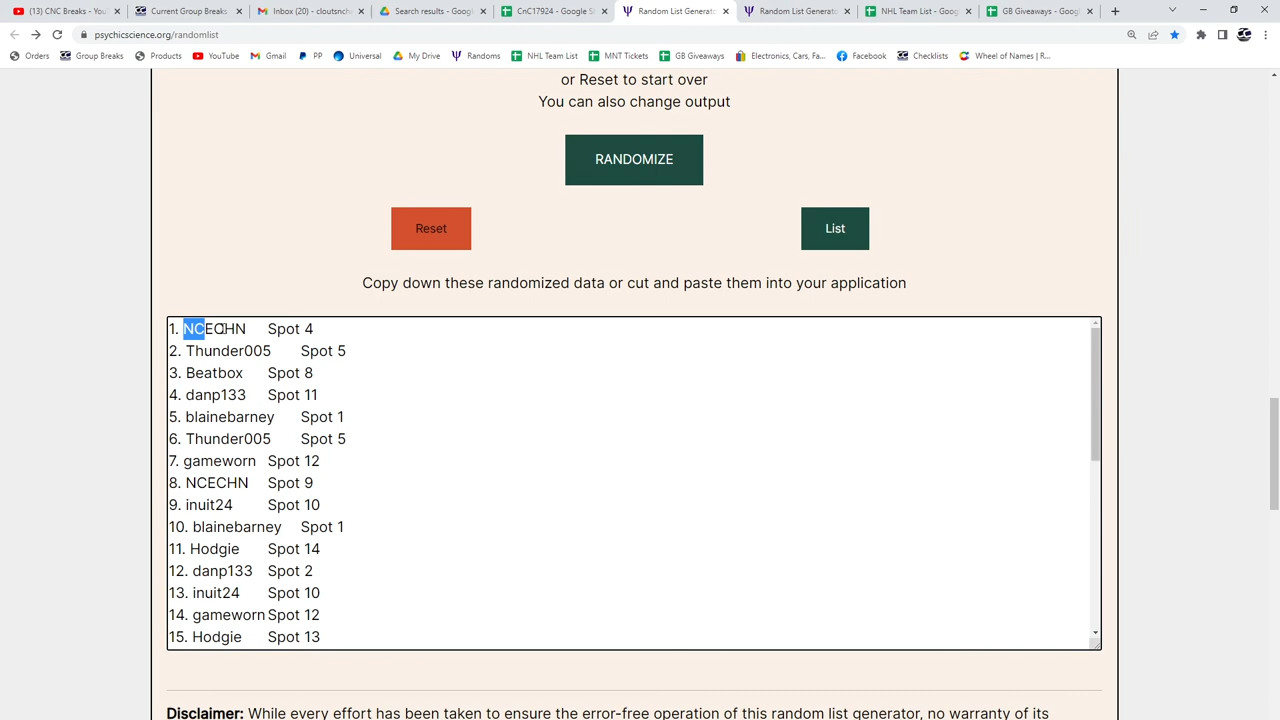 (13) CNC Breaks - You
Current Group Breaks
Inbox (20) - cloutsnch
Search results - Googl
CnC17924 - Google Sh
Random List Generato
Random List Generato
NHL Team List - Goog
GB Giveaways - Googl
psychicscience.org/randomlist
Orders
Group Breaks
Products
YouTube
Gmail
PP
Universal
My Drive
Randoms
NHL Team List
MNT Tickets
GB Giveaways
Electronics, Cars, Fa...
Facebook
Checklists
Wheel of Names | R...
or Reset to start over
You can also change output
RANDOMIZE
Reset
List
Copy down these randomized data or cut and paste them into your application
1. NCECHN Spot 4
2. Thunder005 Spot 5
3. Beatbox Spot 8
4. danp133 Spot 11
5. blainebarney Spot 1
6. Thunder005 Spot 5
7. gameworn Spot 12
8. NCECHN Spot 9
9. inuit24 Spot 10
10. blainebarney Spot 1
11. Hodgie Spot 14
12. danp133 Spot 2
13. inuit24 Spot 10
14. gameworn Spot 12
15. Hodgie Spot 13
Disclaimer: While every effort has been taken to ensure the error-free operation of this random list generator, no warranty of its